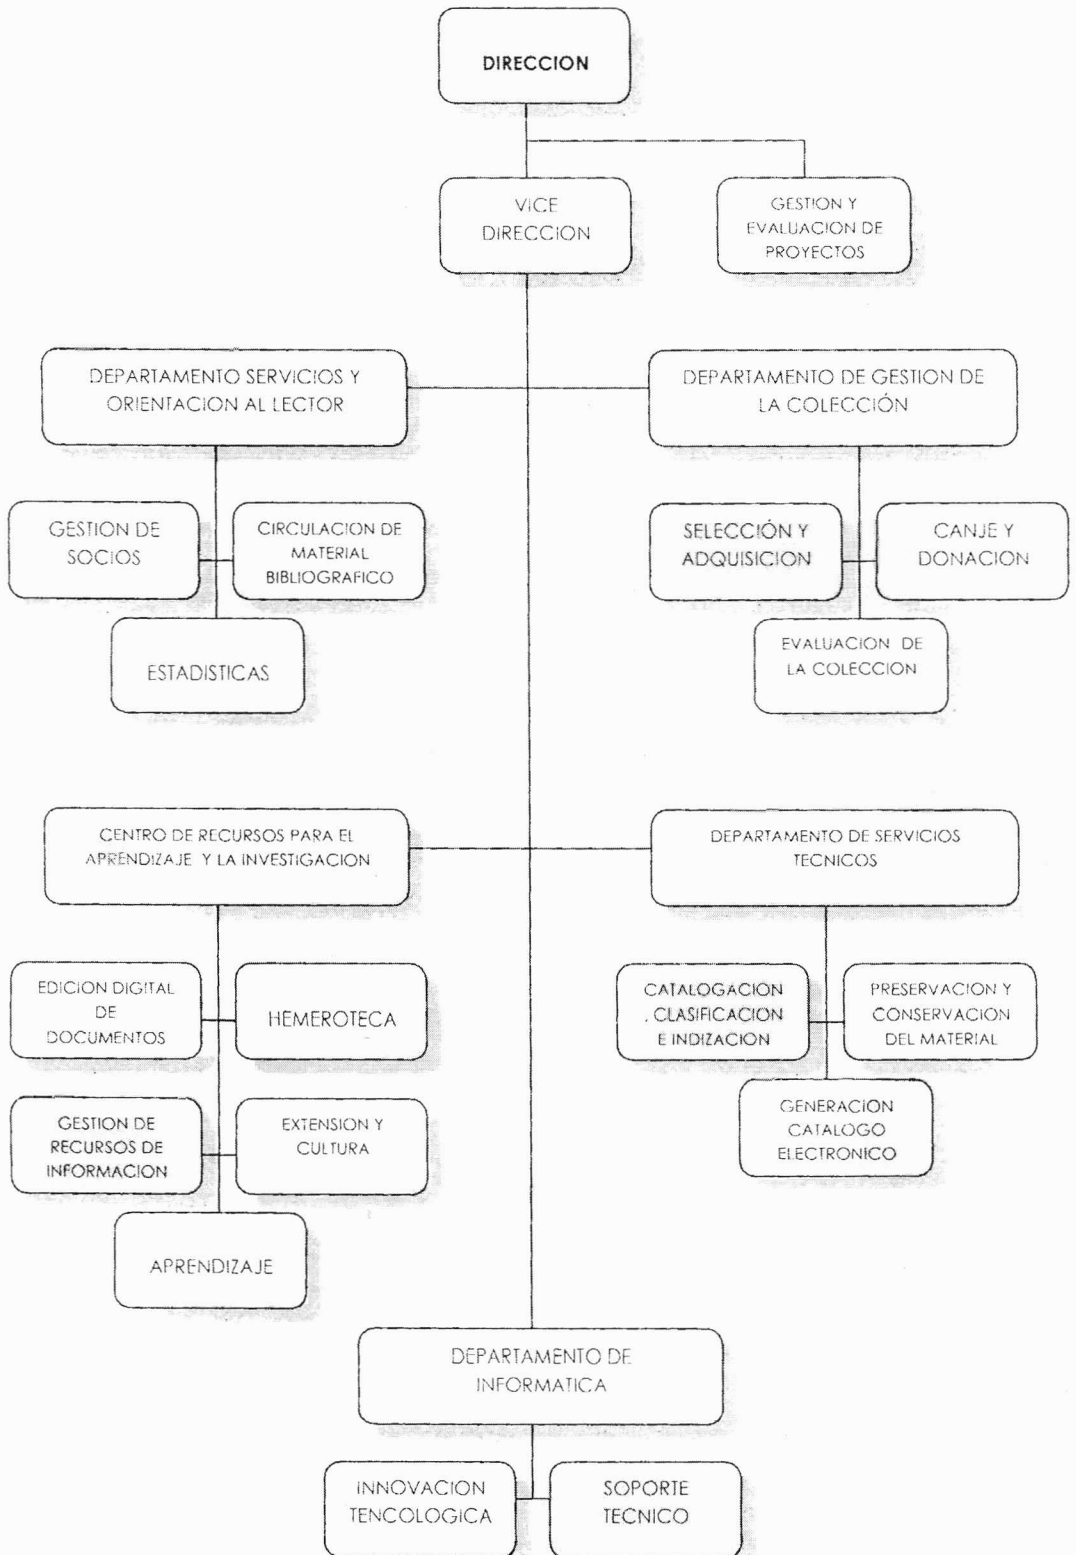 DIRECCION
VICE
DIRECCION
GESTION Y
EVALUACION DE
PROYECTOS
DEPARTAMENTO SERVICIOS Y
ORIENTACION AL LECTOR
DEPARTAMENTO DE GESTION DE
LA COLECCIÓN
GESTION DE
SOCIOS
CIRCULACION DE
MATERIAL
BIBLIOGRAFICO
ESTADISTICAS
SELECCIÓN Y
ADQUISICION
CANJE Y
DONACION
EVALUACION DE
LA COLECCION
CENTRO DE RECURSOS PARA EL
APRENDIZAJE Y LA INVESTIGACION
DEPARTAMENTO DE SERVICIOS
TECNICOS
EDICION DIGITAL
DE
DOCUMENTOS
HEMEROTECA
GESTION DE
RECURSOS DE
INFORMACION
EXTENSION Y
CULTURA
APRENDIZAJE
CATALOGACION
, CLASIFICACION
E INDIZACION
PRESERVACION Y
CONSERVACION
DEL MATERIAL
GENERACION
CATALOGO
ELECTRONICO
DEPARTAMENTO DE
INFORMATICA
INNOVACION
TENCOLOGICA
SOPORTE
TECNICO